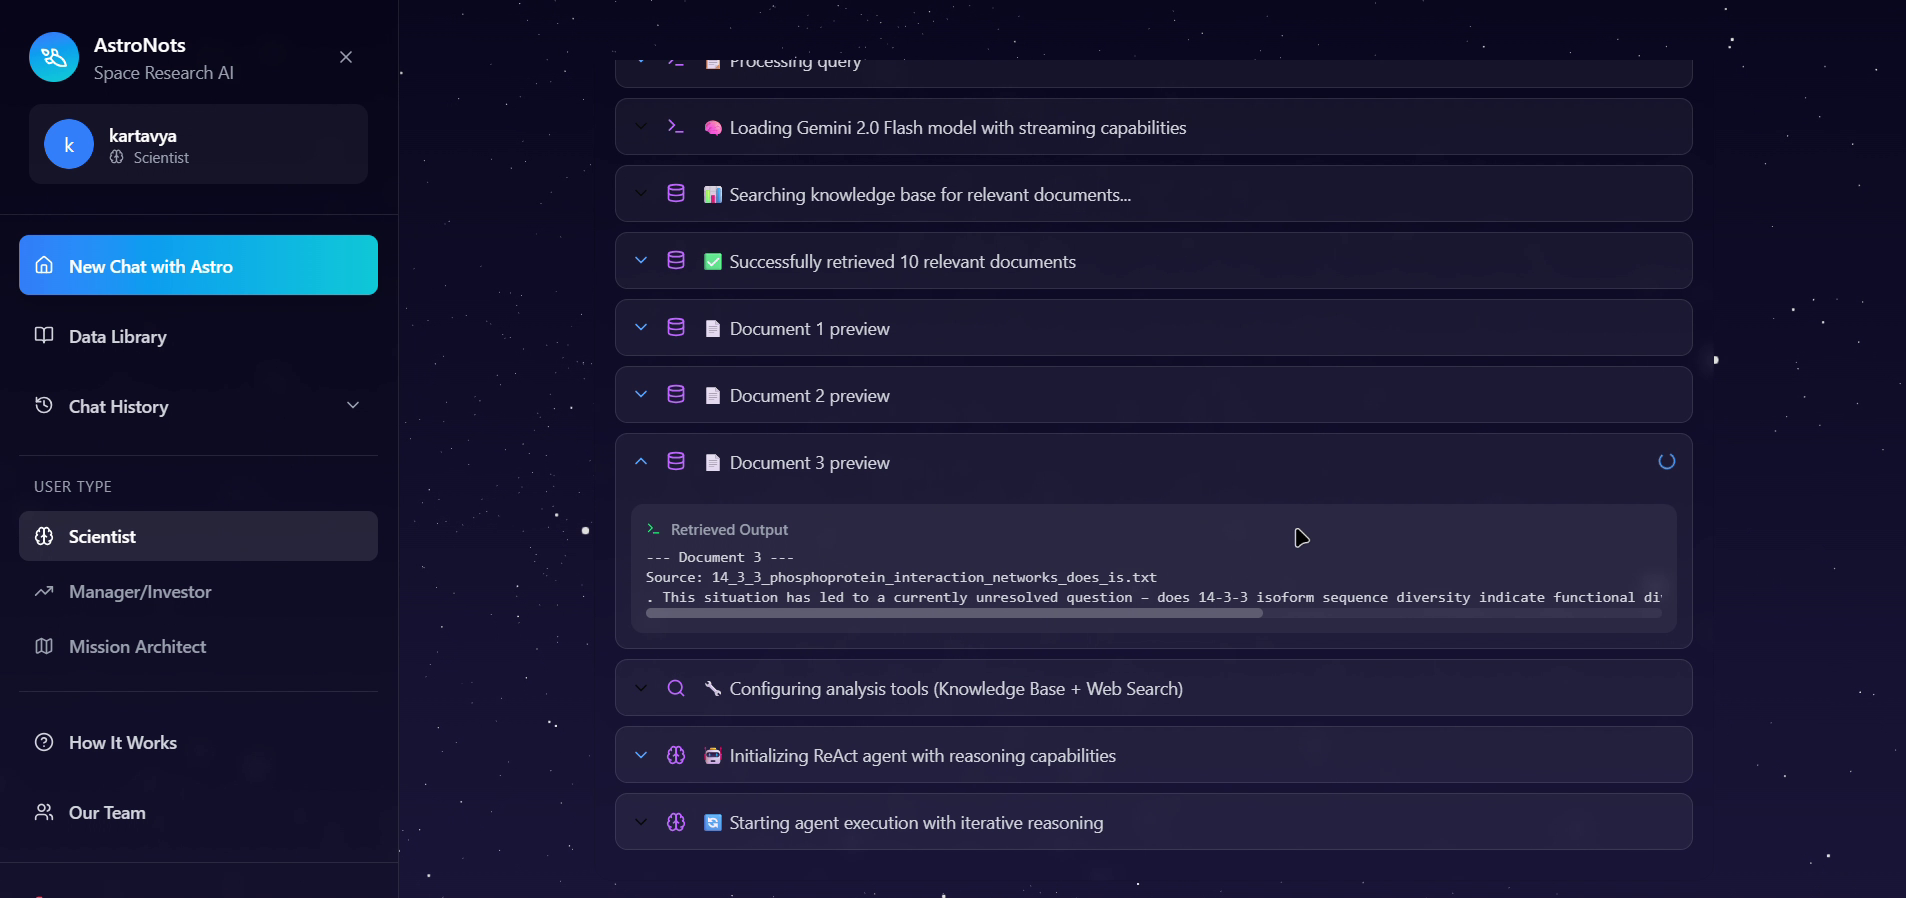 AstroNots
Space Research AI
k
kartavya
Scientist
New Chat with Astro
Data Library
Chat History
USER TYPE
Scientist
Manager/Investor
Mission Architect
How It Works
Our Team
Processing query
Loading Gemini 2.0 Flash model with streaming capabilities
Searching knowledge base for relevant documents...
Successfully retrieved 10 relevant documents
Document 1 preview
Document 2 preview
Document 3 preview
Retrieved Output
--- Document 3 ---
Source: 14_3_3_phosphoprotein_interaction_networks_does_is.txt
. This situation has led to a currently unresolved question – does 14-3-3 isoform sequence diversity indicate functional
Configuring analysis tools (Knowledge Base + Web Search)
Initializing ReAct agent with reasoning capabilities
Starting agent execution with iterative reasoning